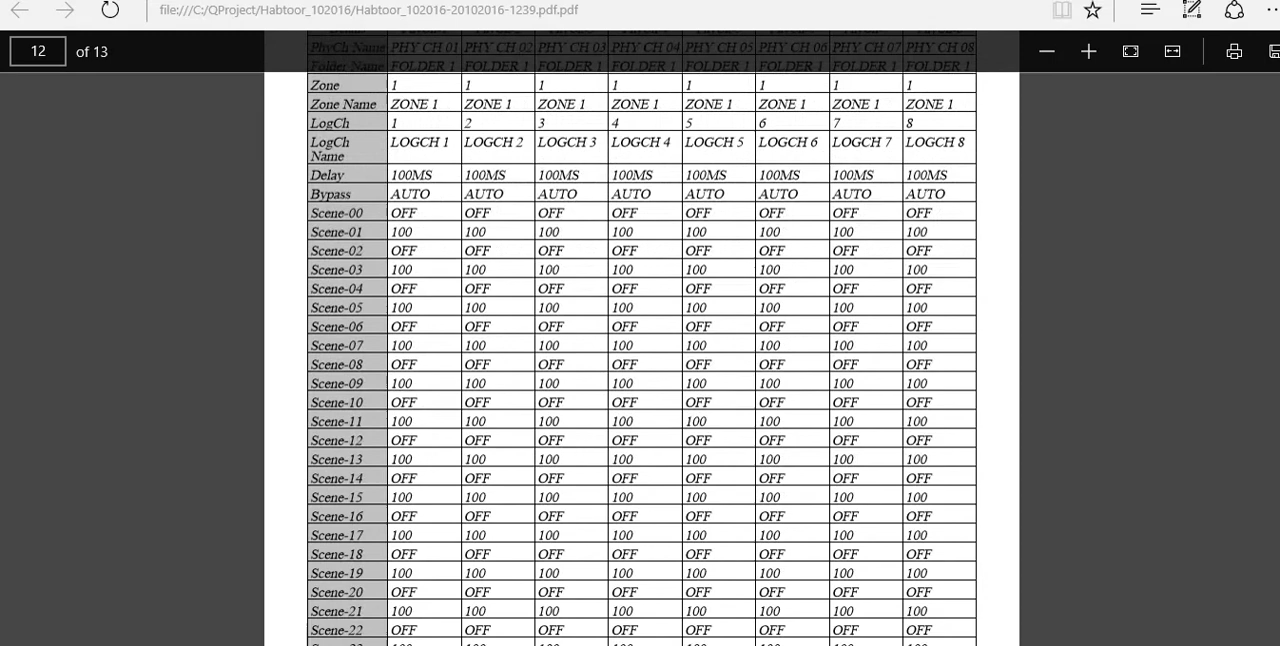 file:///C:/QProject/Habtoor_102016/Habtoor_102016-20102016-1239.pdf.pdf
12 of 13
PhyCh Name PHY CH 01 PHY CH 02 PHY CH 03 PHY CH 04 PHY CH 05 PHY CH 06 PHY CH 07 PHY CH 08
Folder Name FOLDER 1 FOLDER 1 FOLDER 1 FOLDER 1 FOLDER 1 FOLDER 1 FOLDER 1 FOLDER 1
Zone 1 1 1 1 1 1 1 1
Zone Name ZONE 1 ZONE 1 ZONE 1 ZONE 1 ZONE 1 ZONE 1 ZONE 1 ZONE 1
LogCh 1 2 3 4 5 6 7 8
LogCh Name LOGCH 1 LOGCH 2 LOGCH 3 LOGCH 4 LOGCH 5 LOGCH 6 LOGCH 7 LOGCH 8
Delay 100MS 100MS 100MS 100MS 100MS 100MS 100MS 100MS
Bypass AUTO AUTO AUTO AUTO AUTO AUTO AUTO AUTO
Scene-00 OFF OFF OFF OFF OFF OFF OFF OFF
Scene-01 100 100 100 100 100 100 100 100
Scene-02 OFF OFF OFF OFF OFF OFF OFF OFF
Scene-03 100 100 100 100 100 100 100 100
Scene-04 OFF OFF OFF OFF OFF OFF OFF OFF
Scene-05 100 100 100 100 100 100 100 100
Scene-06 OFF OFF OFF OFF OFF OFF OFF OFF
Scene-07 100 100 100 100 100 100 100 100
Scene-08 OFF OFF OFF OFF OFF OFF OFF OFF
Scene-09 100 100 100 100 100 100 100 100
Scene-10 OFF OFF OFF OFF OFF OFF OFF OFF
Scene-11 100 100 100 100 100 100 100 100
Scene-12 OFF OFF OFF OFF OFF OFF OFF OFF
Scene-13 100 100 100 100 100 100 100 100
Scene-14 OFF OFF OFF OFF OFF OFF OFF OFF
Scene-15 100 100 100 100 100 100 100 100
Scene-16 OFF OFF OFF OFF OFF OFF OFF OFF
Scene-17 100 100 100 100 100 100 100 100
Scene-18 OFF OFF OFF OFF OFF OFF OFF OFF
Scene-19 100 100 100 100 100 100 100 100
Scene-20 OFF OFF OFF OFF OFF OFF OFF OFF
Scene-21 100 100 100 100 100 100 100 100
Scene-22 OFF OFF OFF OFF OFF OFF OFF OFF